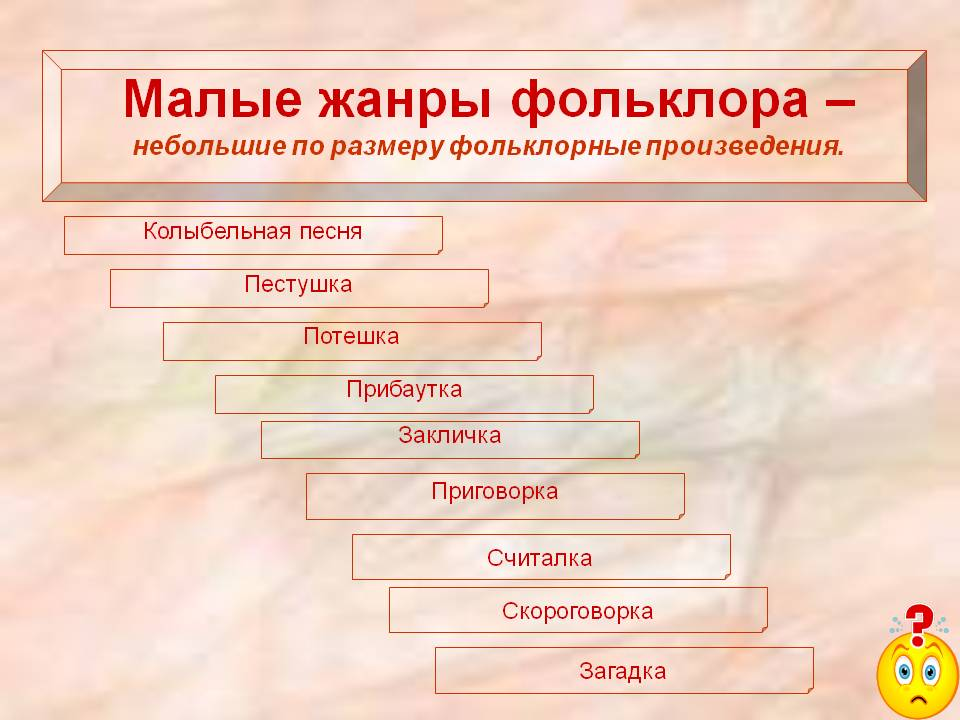 Малые жанры фольклора –
небольшие по размеру фольклорные произведения.
Колыбельная песня
Пестушка
Потешка
Прибаутка
Закличка
Приговорка
Считалка
Скороговорка
Загадка
?